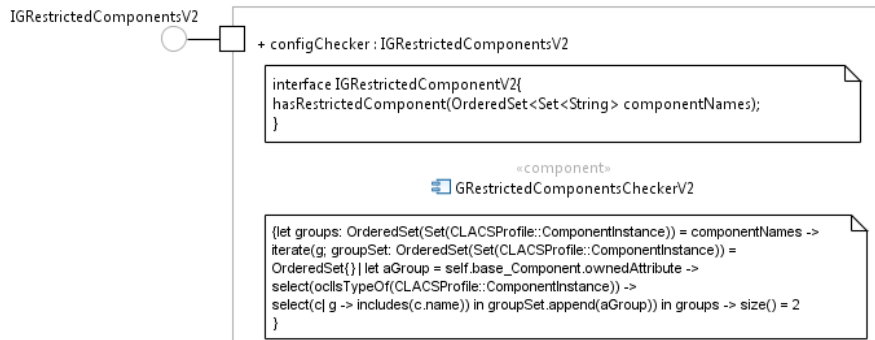 IGRestrictedComponentsV2
+ configChecker : IGRestrictedComponentsV2
interface IGRestrictedComponentV2{
hasRestrictedComponent(OrderedSet<Set<String> componentNames);
}
«component»
GRestrictedComponentsCheckerV2
{let groups: OrderedSet(Set(CLACSProfile::ComponentInstance)) = componentNames ->
iterate(g; groupSet: OrderedSet(Set(CLACSProfile::ComponentInstance)) =
OrderedSet{} | let aGroup = self.base_Component.ownedAttribute ->
select(oclIsTypeOf(CLACSProfile::ComponentInstance)) ->
select(c| g -> includes(c.name)) in groupSet.append(aGroup)) in groups -> size() = 2
}